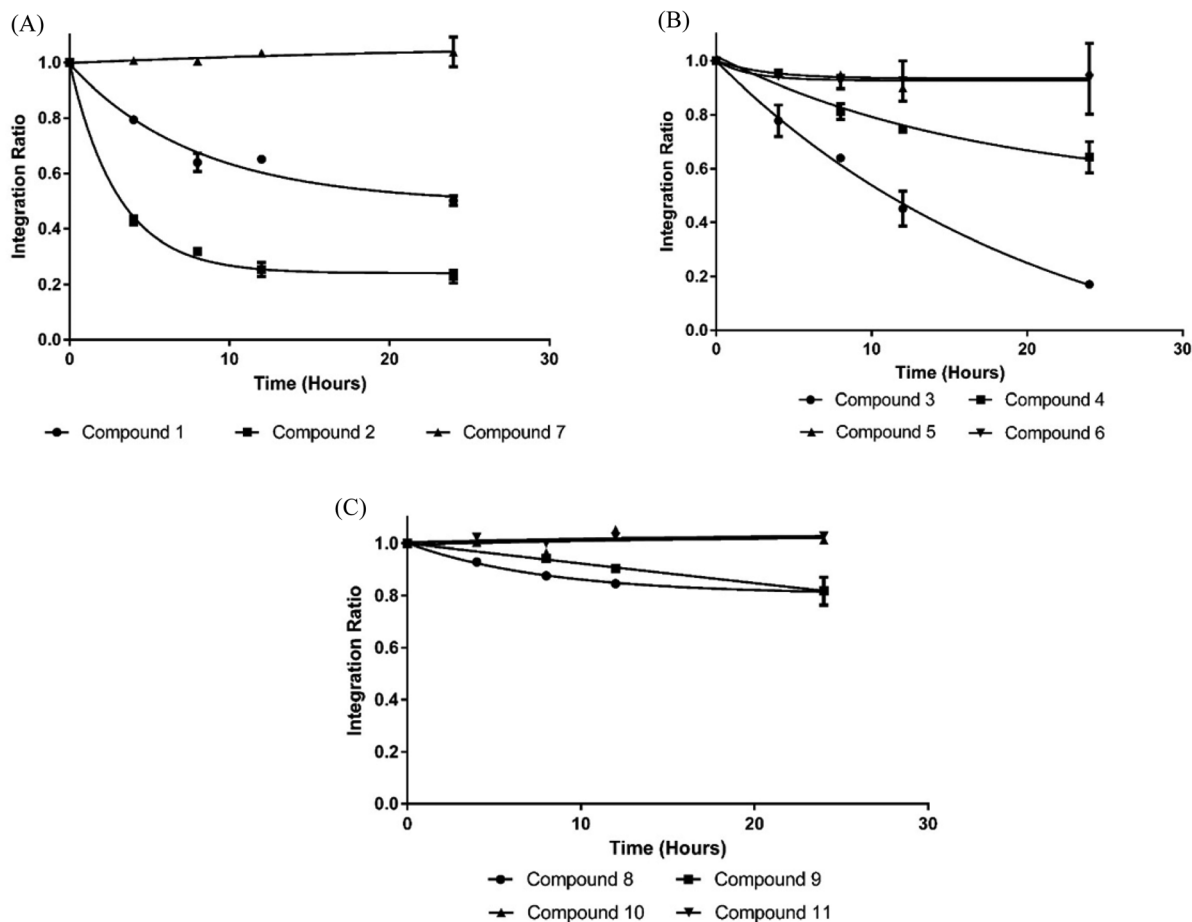 (A)
Integration Ratio
1.0
0.8
0.6
0.4
0.2
0.0
0 10 20 30
Time (Hours)
Compound 1 Compound 2 Compound 7
(B)
Integration Ratio
1.0
0.8
0.6
0.4
0.2
0.0
0 10 20 30
Time (Hours)
Compound 3 Compound 4
Compound 5 Compound 6
(C)
Integration Ratio
1.0
0.8
0.6
0.4
0.2
0.0
0 10 20 30
Time (Hours)
Compound 8 Compound 9
Compound 10 Compound 11